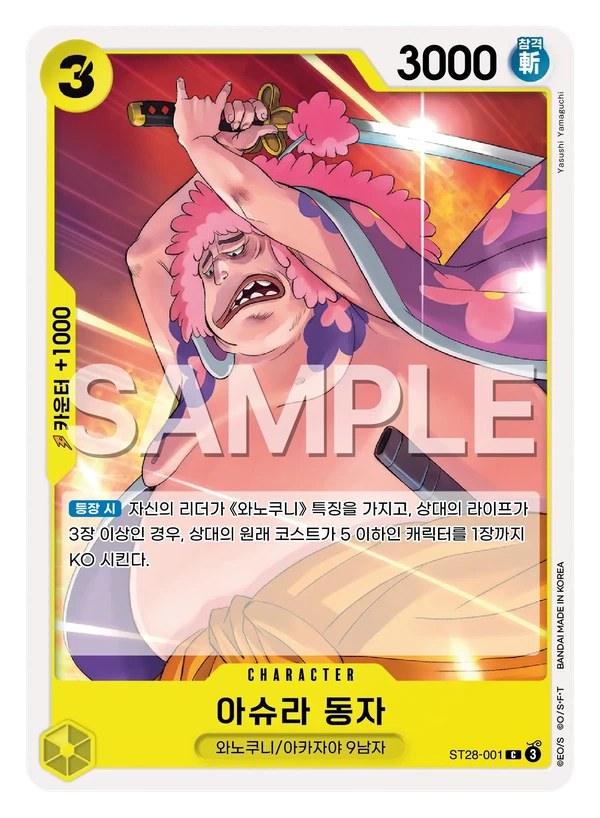 3
3000
참격
斬
Yasushi Yamaguchi
카운터 +1000
SAMPLE
등장 시 자신의 리더가 《와노쿠니》 특징을 가지고, 상대의 라이프가
3장 이상인 경우, 상대의 원래 코스트가 5 이하인 캐릭터를 1장까지
KO 시킨다.
BANDAI MADE IN KOREA
©EO/S ©O/S·F·T
CHARACTER
아슈라 동자
와노쿠니/아카자야 9남자
ST28-001 C 3